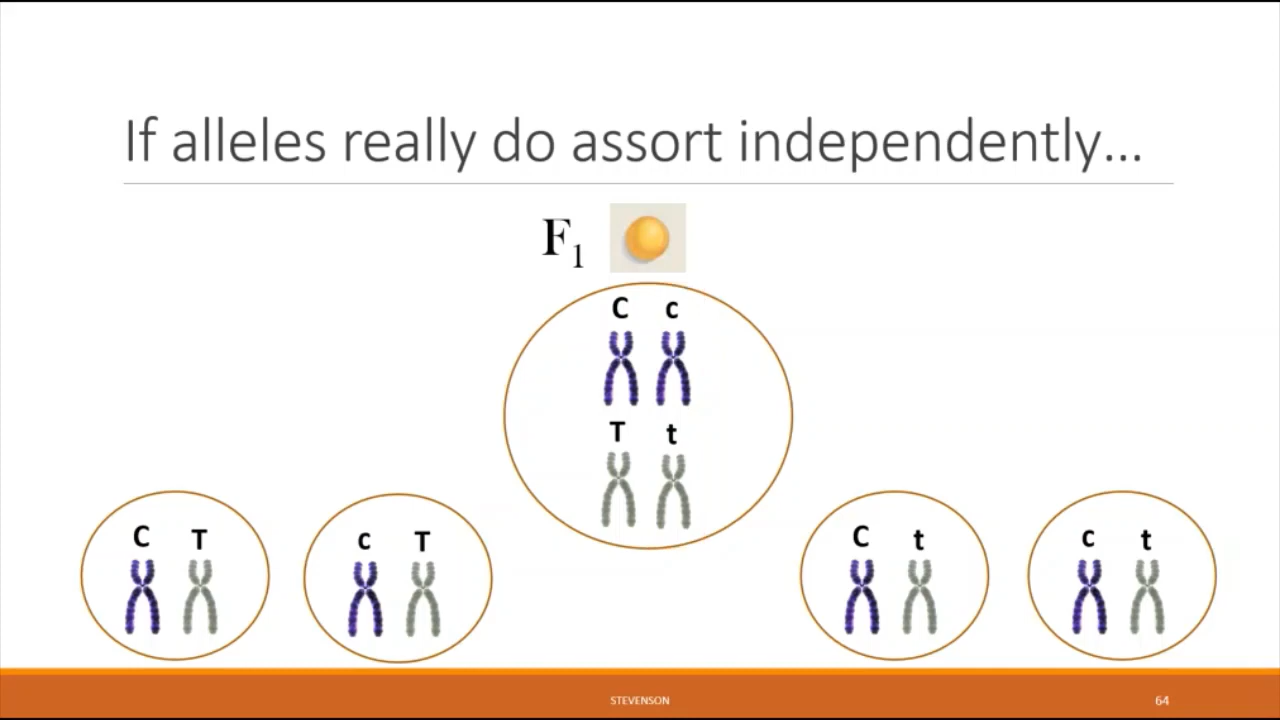 If alleles really do assort independently...
F1
C c
T t
C T
c T
C t
c t
STEVENSON
64